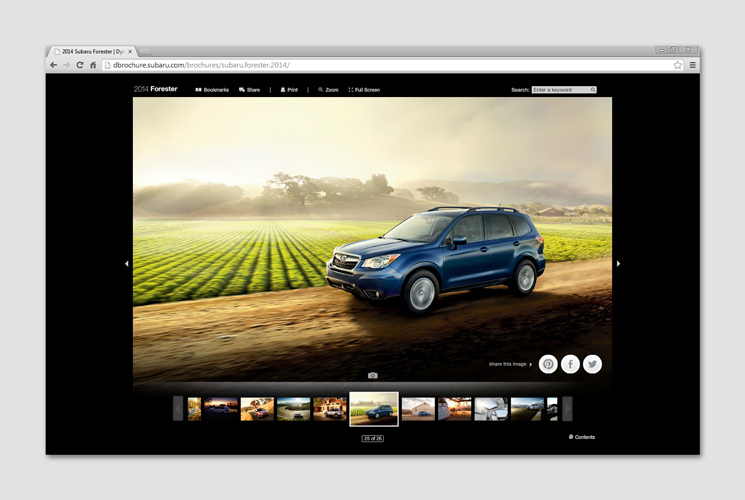 2014 Subaru Forester | Dyn
dbrochure.subaru.com/brochures/subaru.forester.2014/
2014 Forester
Bookmarks
Share
Print
Zoom
Full Screen
Search:
Enter a keyword
Share this image
25 of 26
Contents